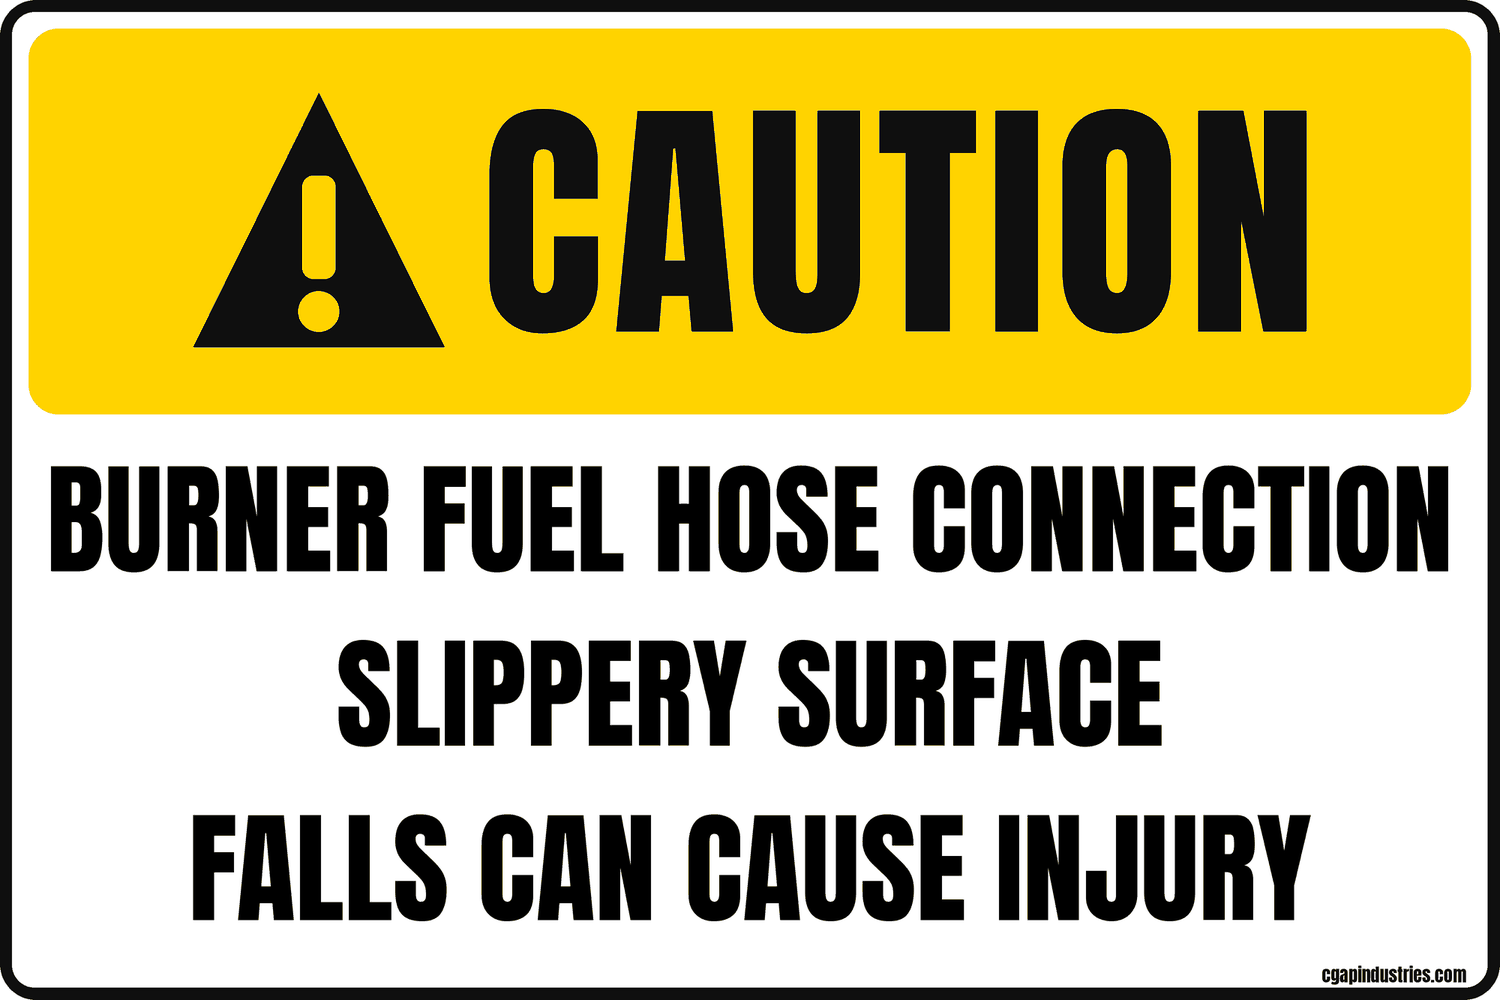 CAUTION
BURNER FUEL HOSE CONNECTION
SLIPPERY SURFACE
FALLS CAN CAUSE INJURY
cgapindustries.com